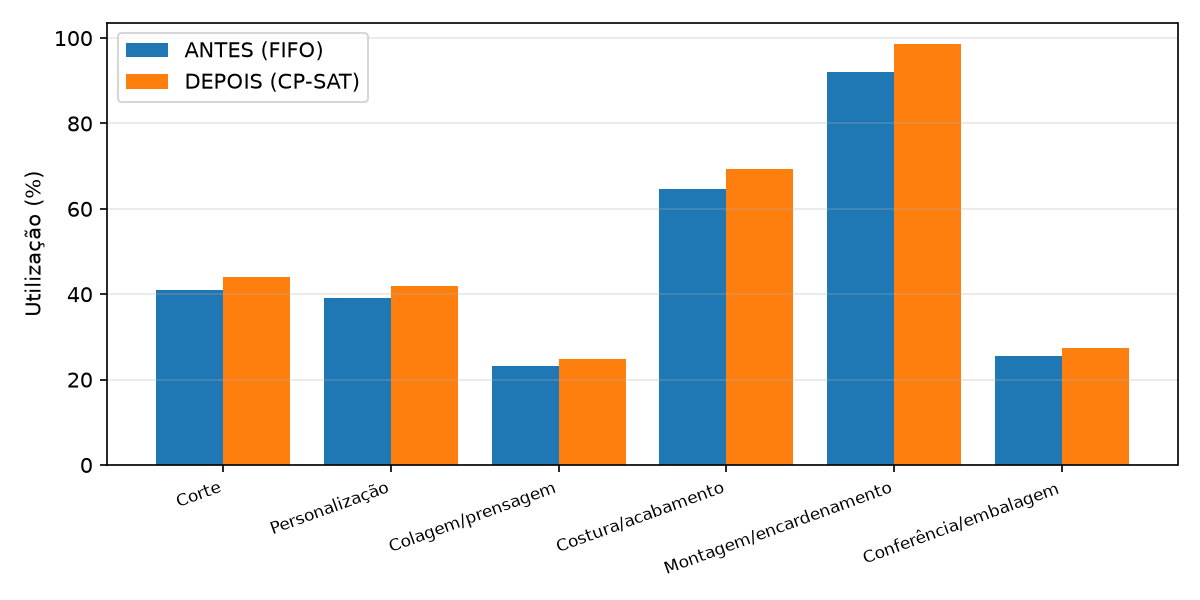 ANTES (FIFO)
DEPOIS (CP-SAT)
Utilização (%)
100
80
60
40
20
0
Corte
Personalização
Colagem/prensagem
Costura/acabamento
Montagem/encardenamento
Conferência/embalagem